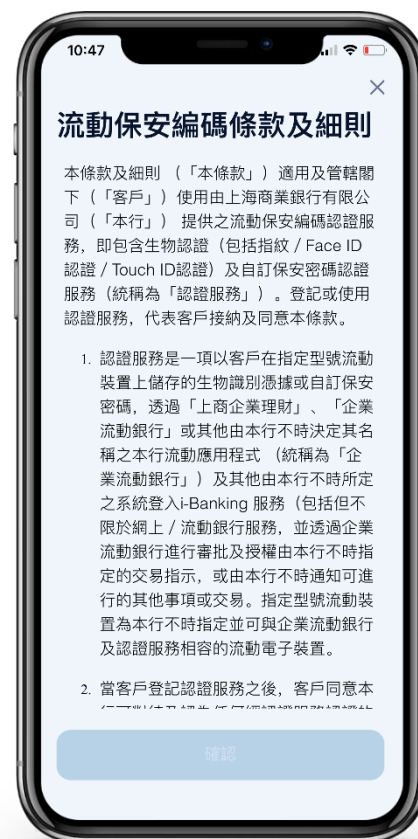 10:47
流動保安編碼條款及細則
本條款及細則 （「本條款」）適用及管轄閣
下（「客戶」）使用由上海商業銀行有限公
司（「本行」） 提供之流動保安編碼認證服
務，即包含生物認證（包括指紋 / Face ID
認證 / Touch ID認證）及自訂保安密碼認證
服務（統稱為「認證服務」）。登記或使用
認證服務，代表客戶接納及同意本條款。
1. 認證服務是一項以客戶在指定型號流動
裝置上儲存的生物識別憑據或自訂保安
密碼，透過「上商企業理財」、「企業
流動銀行」或其他由本行不時決定其名
稱之本行流動應用程式 （統稱為「企
業流動銀行」）及其他由本行不時所定
之系統登入i-Banking 服務（包括但不
限於網上 / 流動銀行服務，並透過企業
流動銀行進行審批及授權由本行不時指
定的交易指示，或由本行不時通知可進
行的其他事項或交易。指定型號流動裝
置為本行不時指定並可與企業流動銀行
及認證服務相容的流動電子裝置。
2. 當客戶登記認證服務之後，客戶同意本
確認